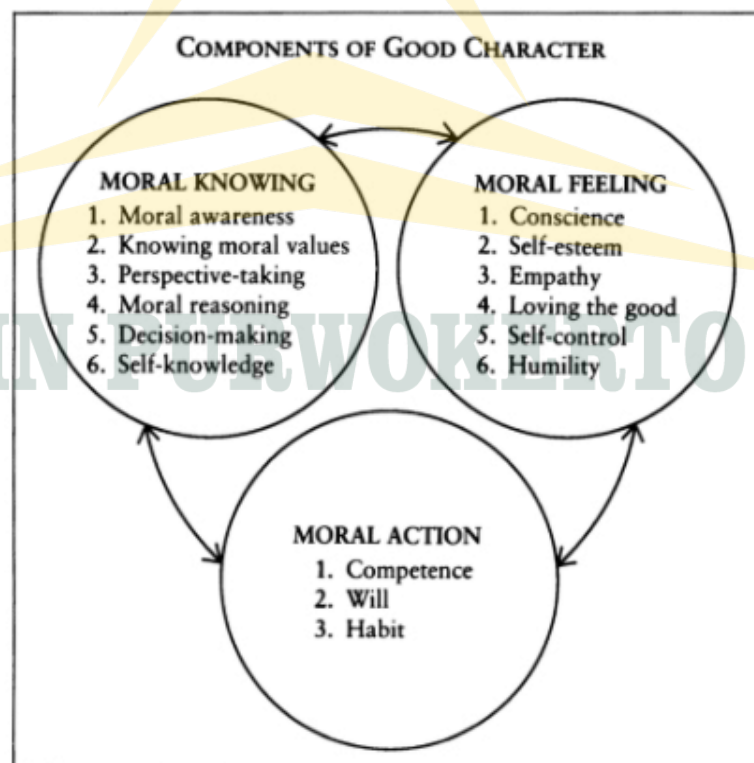 COMPONENTS OF GOOD CHARACTER
MORAL KNOWING
1. Moral awareness
2. Knowing moral values
3. Perspective-taking
4. Moral reasoning
5. Decision-making
6. Self-knowledge
MORAL FEELING
1. Conscience
2. Self-esteem
3. Empathy
4. Loving the good
5. Self-control
6. Humility
IN PURWOKERTO
MORAL ACTION
1. Competence
2. Will
3. Habit